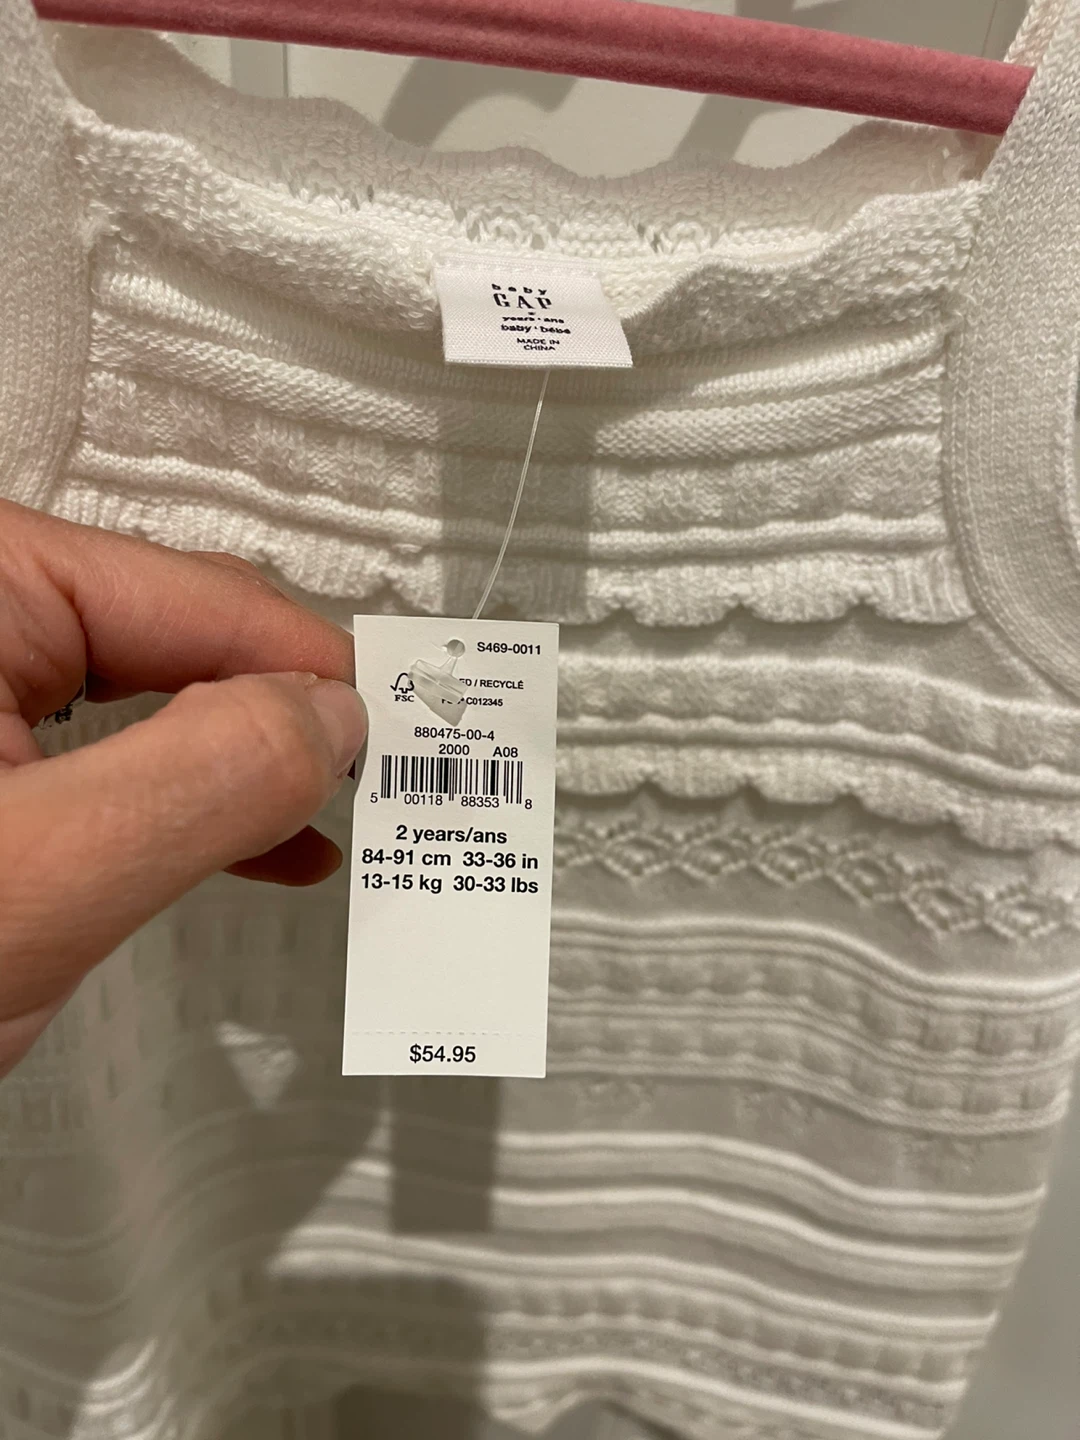 baby
GAP
years・ans
baby・bébé
MADE IN
CHINA
S469-0011
ED / RECYCLÉ
FSC
C012345
880475-00-4
2000 A08
5 00118 88353 8
2 years/ans
84-91 cm 33-36 in
13-15 kg 30-33 lbs
$54.95